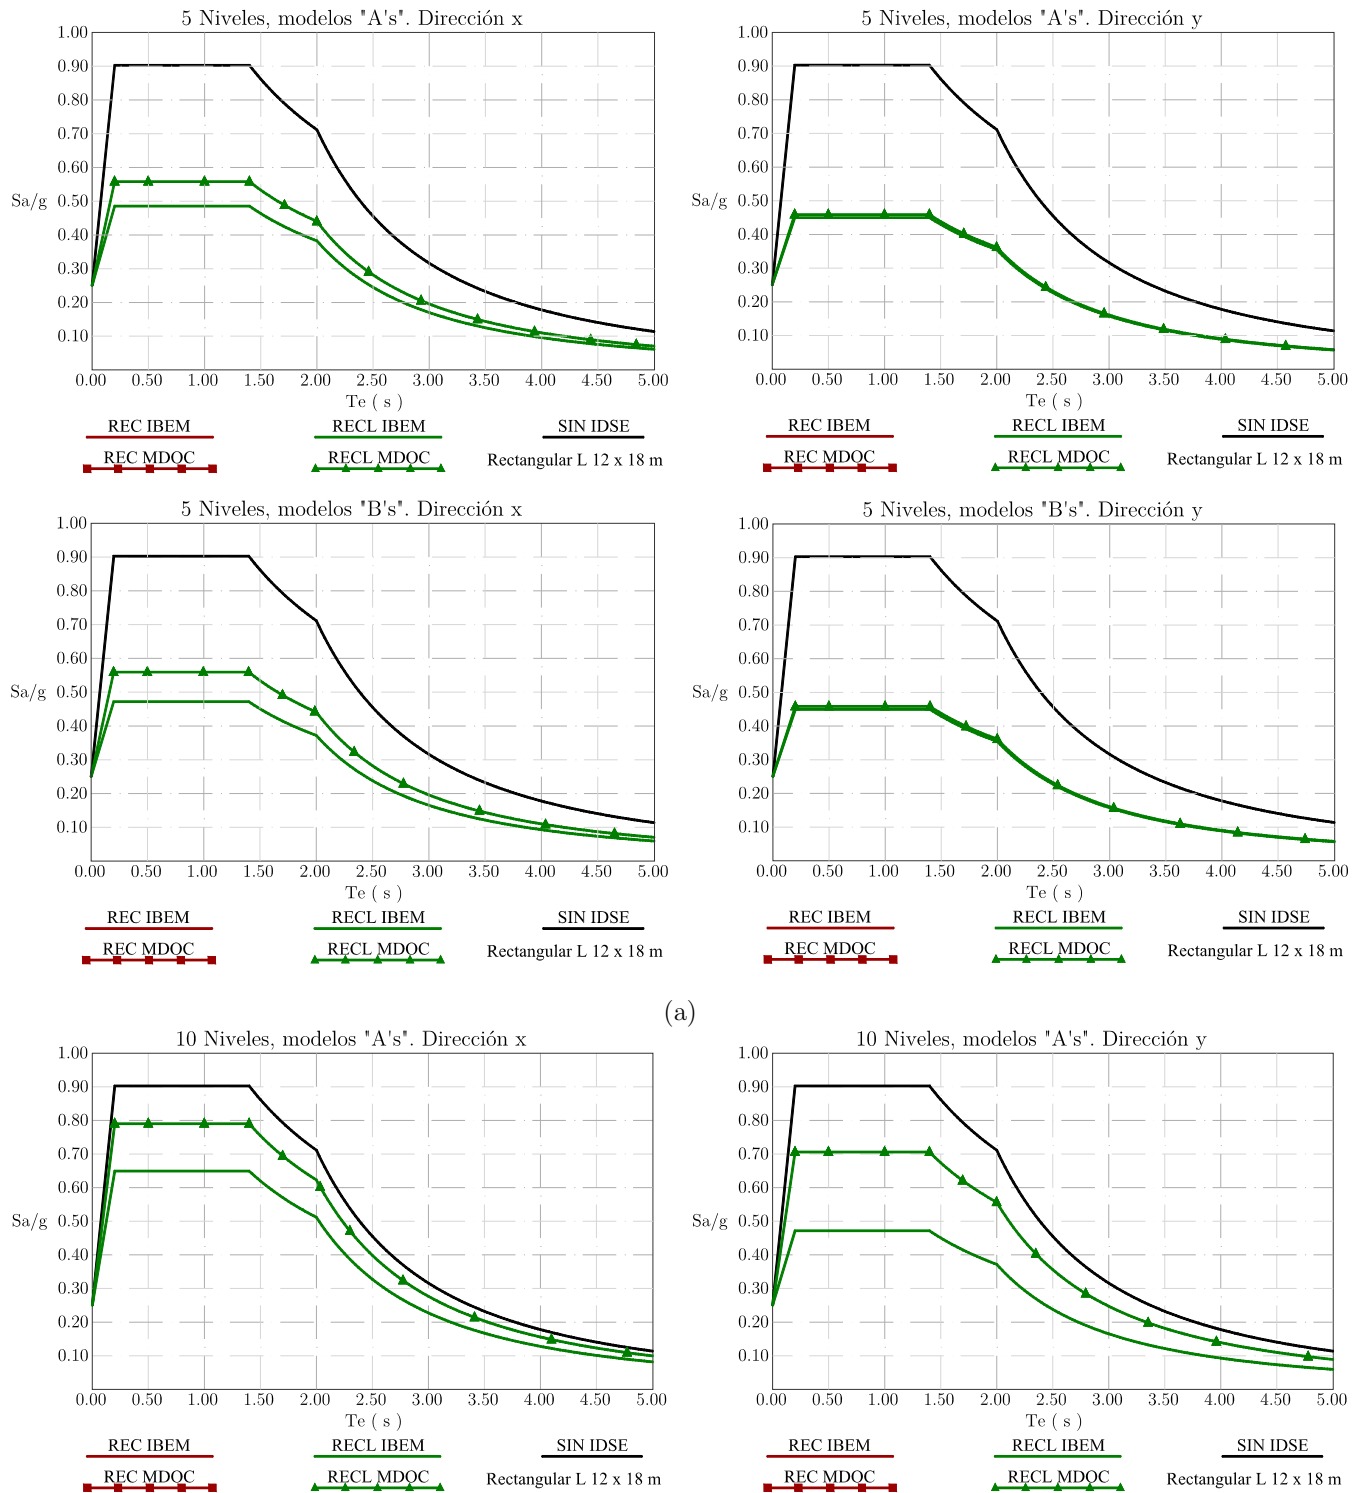 5 Niveles, modelos "A's". Dirección x
1.00
0.90
0.80
0.70
0.60
Sa/g 0.50
0.40
0.30
0.20
0.10
0.00 0.50 1.00 1.50 2.00 2.50 3.00 3.50 4.00 4.50 5.00
Te ( s )
REC IBEM RECL IBEM SIN IDSE
REC MDOC RECL MDOC Rectangular L 12 x 18 m
5 Niveles, modelos "A's". Dirección y
1.00
0.90
0.80
0.70
0.60
Sa/g 0.50
0.40
0.30
0.20
0.10
0.00 0.50 1.00 1.50 2.00 2.50 3.00 3.50 4.00 4.50 5.00
Te ( s )
REC IBEM RECL IBEM SIN IDSE
REC MDOC RECL MDOC Rectangular L 12 x 18 m
5 Niveles, modelos "B's". Dirección x
1.00
0.90
0.80
0.70
0.60
Sa/g 0.50
0.40
0.30
0.20
0.10
0.00 0.50 1.00 1.50 2.00 2.50 3.00 3.50 4.00 4.50 5.00
Te ( s )
REC IBEM RECL IBEM SIN IDSE
REC MDOC RECL MDOC Rectangular L 12 x 18 m
5 Niveles, modelos "B's". Dirección y
1.00
0.90
0.80
0.70
0.60
Sa/g 0.50
0.40
0.30
0.20
0.10
0.00 0.50 1.00 1.50 2.00 2.50 3.00 3.50 4.00 4.50 5.00
Te ( s )
REC IBEM RECL IBEM SIN IDSE
REC MDOC RECL MDOC Rectangular L 12 x 18 m
(a)
10 Niveles, modelos "A's". Dirección x
1.00
0.90
0.80
0.70
0.60
Sa/g 0.50
0.40
0.30
0.20
0.10
0.00 0.50 1.00 1.50 2.00 2.50 3.00 3.50 4.00 4.50 5.00
Te ( s )
REC IBEM RECL IBEM SIN IDSE
REC MDOC RECL MDOC Rectangular L 12 x 18 m
10 Niveles, modelos "A's". Dirección y
1.00
0.90
0.80
0.70
0.60
Sa/g 0.50
0.40
0.30
0.20
0.10
0.00 0.50 1.00 1.50 2.00 2.50 3.00 3.50 4.00 4.50 5.00
Te ( s )
REC IBEM RECL IBEM SIN IDSE
REC MDOC RECL MDOC Rectangular L 12 x 18 m